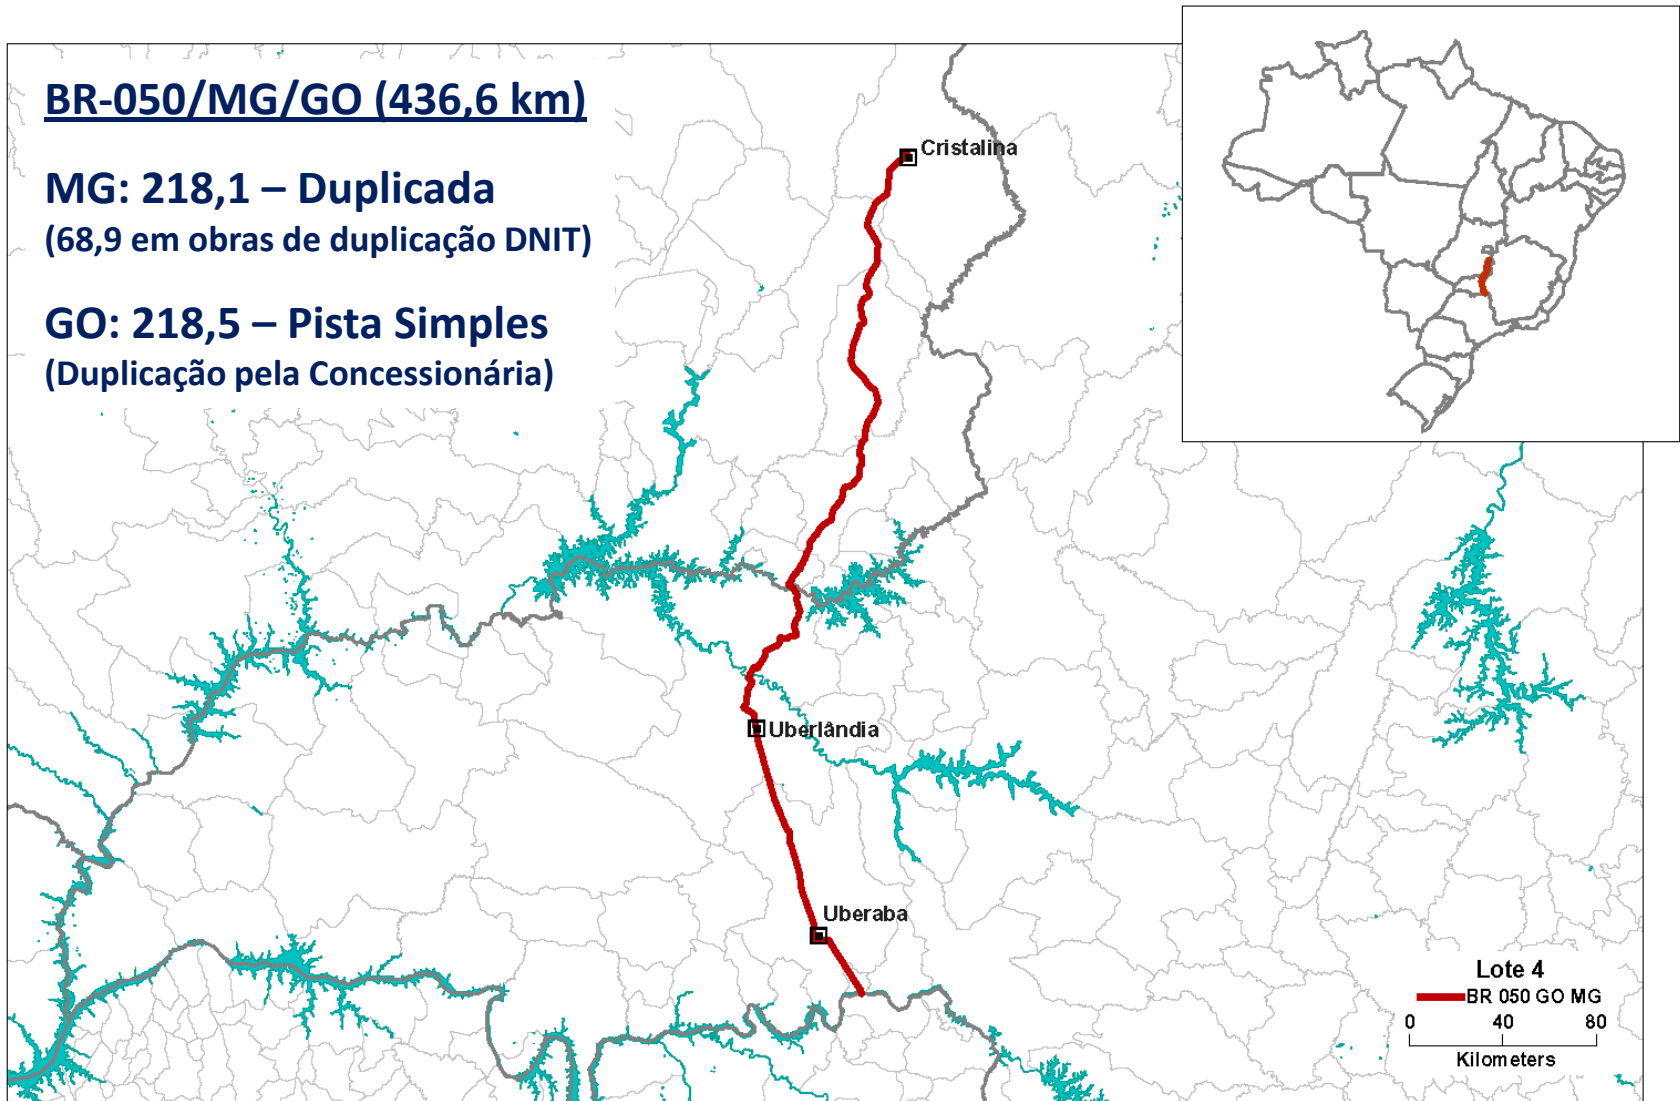 BR-050/MG/GO (436,6 km)
MG: 218,1 – Duplicada
(68,9 em obras de duplicação DNIT)
GO: 218,5 – Pista Simples
(Duplicação pela Concessionária)
Cristalina
Uberlândia
Uberaba
Lote 4
BR 050 GO MG
0 40 80
Kilometers